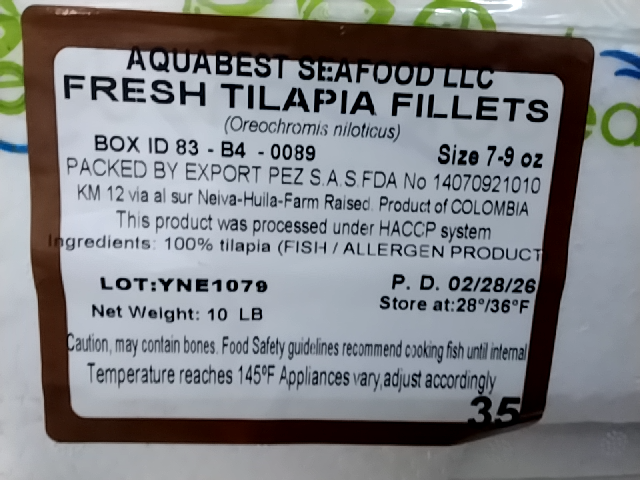 AQUABEST SEAFOOD LLC
FRESH TILAPIA FILLETS
(Oreochromis niloticus)
BOX ID 83 - B4 - 0089 Size 7-9 oz
PACKED BY EXPORT PEZ S.A.S.FDA No 14070921010
KM 12 via al sur Neiva-Huila-Farm Raised. Product of COLOMBIA
This product was processed under HACCP system
Ingredients: 100% tilapia (FISH / ALLERGEN PRODUCT
LOT:YNE1079 P. D. 02/28/26
Net Weight: 10 LB Store at:28°/36°F
Caution, may contain bones. Food Safety guidelines recommend cooking fish until internal
Temperature reaches 145ºF Appliances vary,adjust accordingly
35